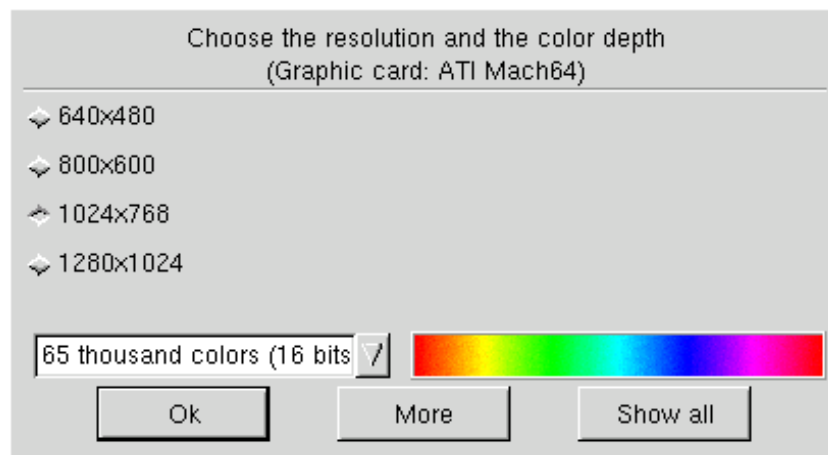 Choose the resolution and the color depth
(Graphic card: ATI Mach64)
640x480
800x600
1024x768
1280x1024
65 thousand colors (16 bits
Ok
More
Show all